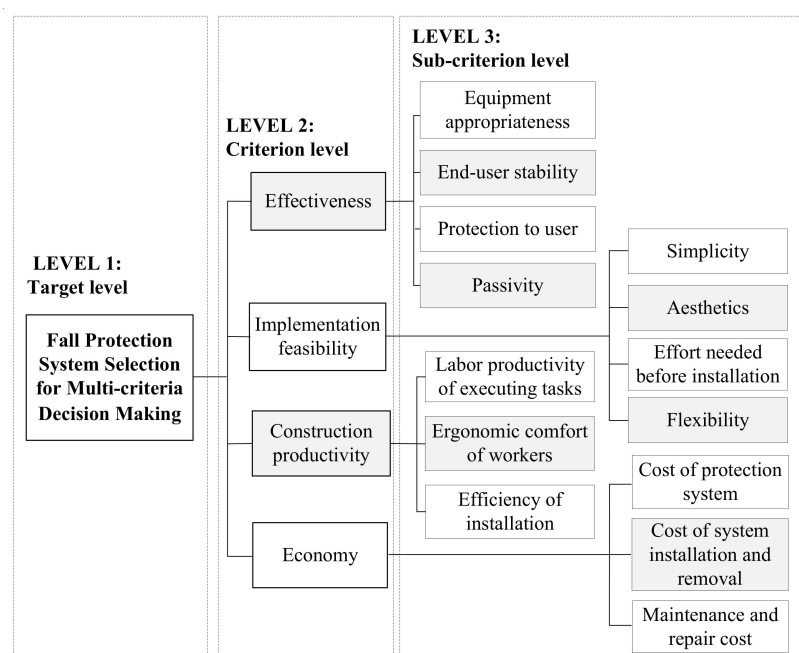 LEVEL 1:
Target level
Fall Protection
System Selection
for Multi-criteria
Decision Making
LEVEL 2:
Criterion level
Effectiveness
Implementation
feasibility
Construction
productivity
Economy
LEVEL 3:
Sub-criterion level
Equipment
appropriateness
End-user stability
Protection to user
Passivity
Simplicity
Aesthetics
Effort needed
before installation
Flexibility
Labor productivity
of executing tasks
Ergonomic comfort
of workers
Efficiency of
installation
Cost of protection
system
Cost of system
installation and
removal
Maintenance and
repair cost